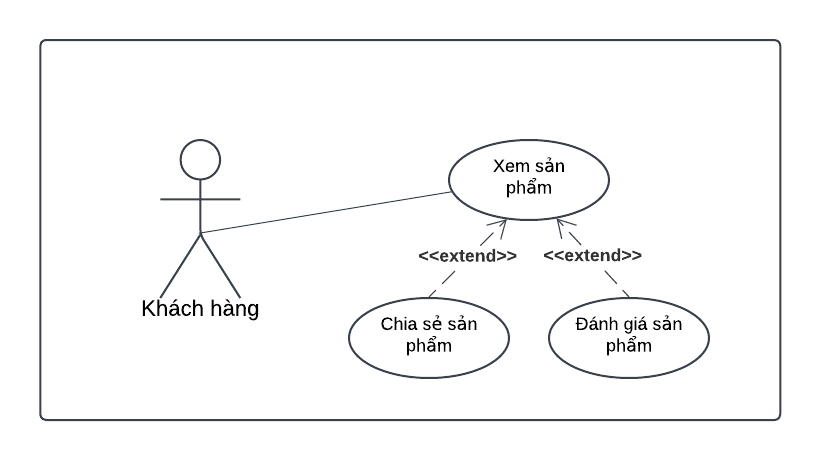 Xem sản
phẩm
<<extend>> <<extend>>
Khách hàng
Chia sẻ sản
phẩm
Đánh giá sản
phẩm